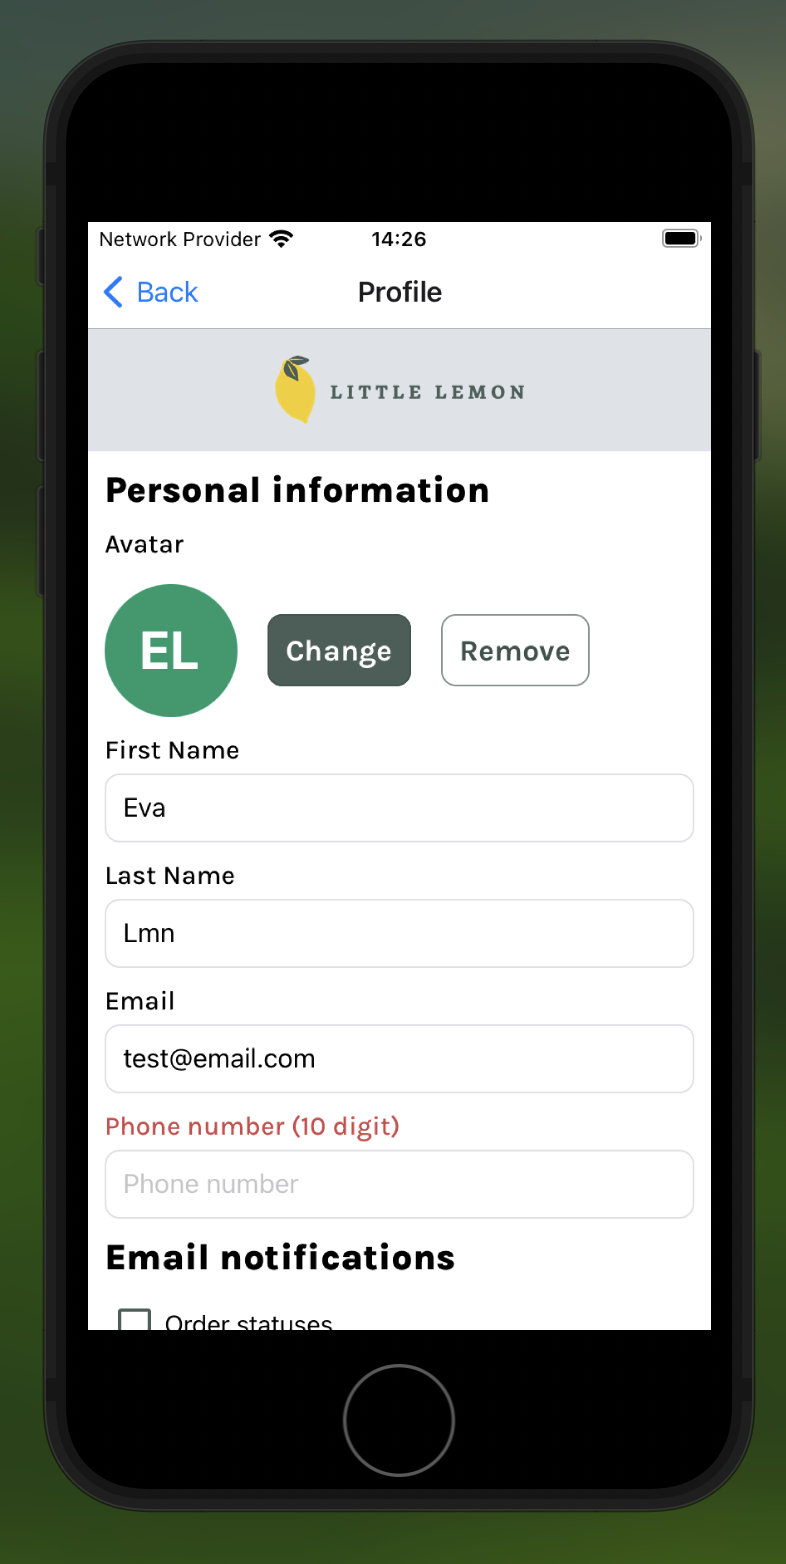 Network Provider 14:26
Back Profile
LITTLE LEMON
Personal information
Avatar
EL Change Remove
First Name
Eva
Last Name
Lmn
Email
test@email.com
Phone number (10 digit)
Phone number
Email notifications
Order statuses